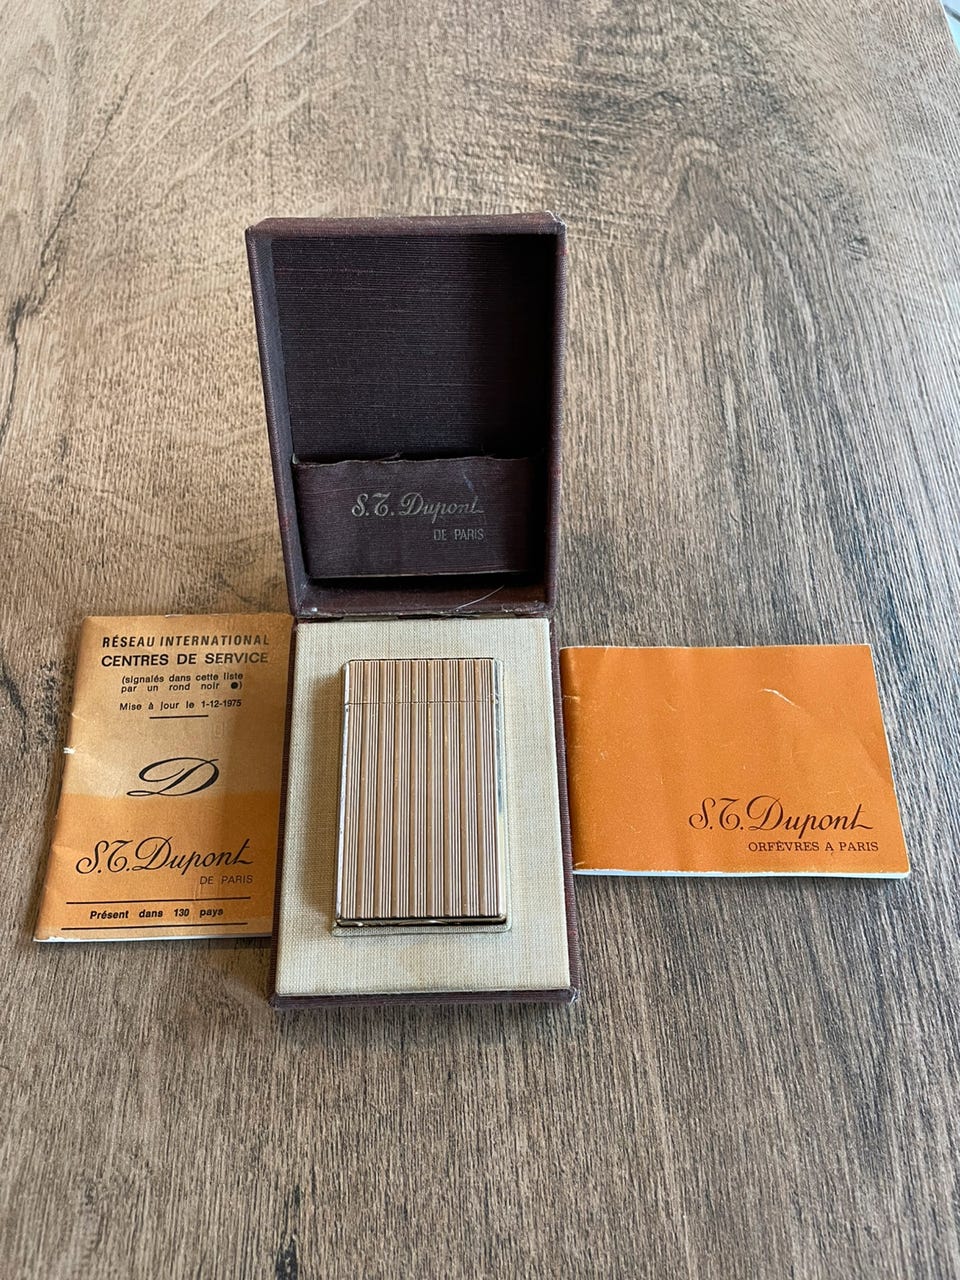 S.T. Dupont
DE PARIS
RÉSEAU INTERNATIONAL
CENTRES DE SERVICE
(signalés dans cette liste
par un rond noir ●)
Mise à jour le 1-12-1975
D
S.T. Dupont
DE PARIS
Présent dans 130 pays
S.T. Dupont
ORFÈVRES A PARIS